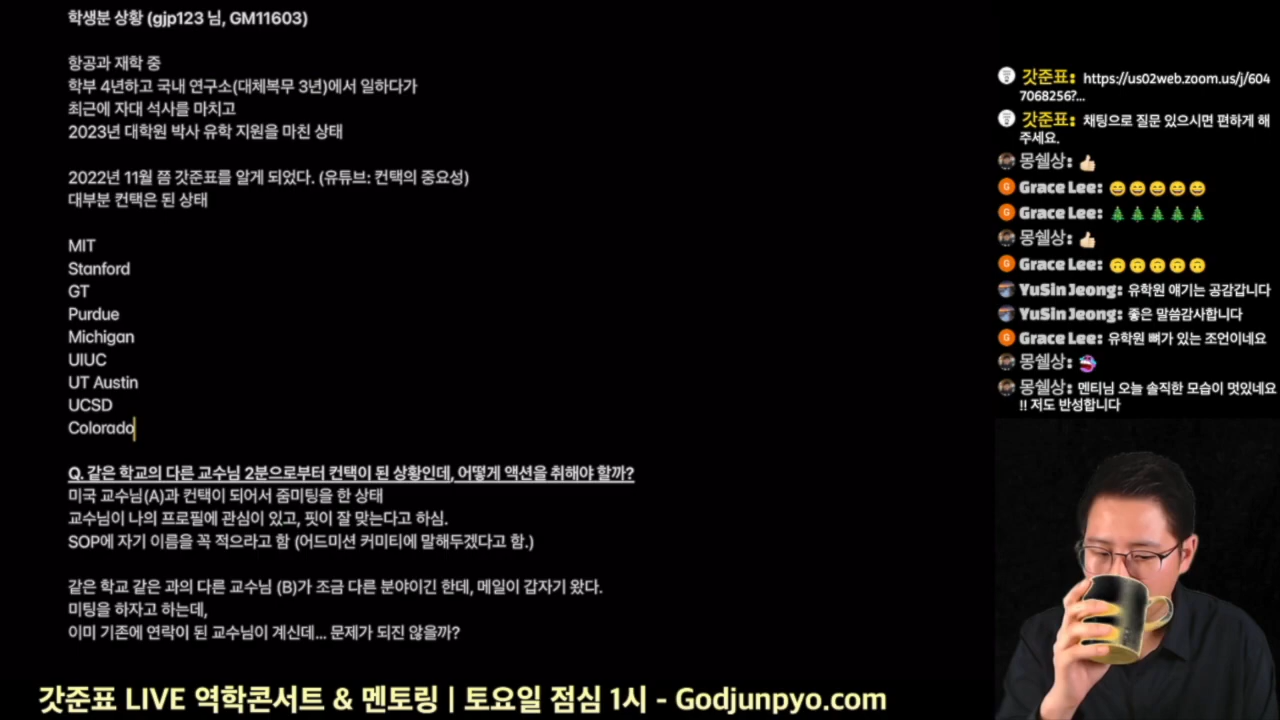 학생분 상황 (gjp123 님, GM11603)
항공과 재학 중
학부 4년하고 국내 연구소(대체복무 3년)에서 일하다가
최근에 자대 석사를 마치고
2023년 대학원 박사 유학 지원을 마친 상태
2022년 11월 쯤 갓준표를 알게 되었다. (유튜브: 컨택의 중요성)
대부분 컨택은 된 상태
MIT
Stanford
GT
Purdue
Michigan
UIUC
UT Austin
UCSD
Colorado
Q. 같은 학교의 다른 교수님 2분으로부터 컨택이 된 상황인데, 어떻게 액션을 취해야 할까?
미국 교수님(A)과 컨택이 되어서 줌미팅을 한 상태
교수님이 나의 프로필에 관심이 있고, 핏이 잘 맞는다고 하심.
SOP에 자기 이름을 꼭 적으라고 함 (어드미션 커미티에 말해두겠다고 함.)
같은 학교 같은 과의 다른 교수님 (B)가 조금 다른 분야이긴 한데, 메일이 갑자기 왔다.
미팅을 하자고 하는데,
이미 기존에 연락이 된 교수님이 계신데... 문제가 되진 않을까?
갓준표: https://us02web.zoom.us/j/604
7068256?...
갓준표: 채팅으로 질문 있으시면 편하게 해
주세요.
몽쉘상: 👍🏻
G Grace Lee: 😄😄😄😄😄
G Grace Lee: 🎄🎄🎄🎄🎄
몽쉘상: 👍🏻
G Grace Lee: 🙃🙃🙃🙃🙃
YuSin Jeong: 유학원 얘기는 공감갑니다
YuSin Jeong: 좋은 말씀감사합니다
G Grace Lee: 유학원 뼈가 있는 조언이네요
몽쉘상:
몽쉘상: 멘티님 오늘 솔직한 모습이 멋있네요
!! 저도 반성합니다
갓준표 LIVE 역학콘서트 & 멘토링 | 토요일 점심 1시 - Godjunpyo.com